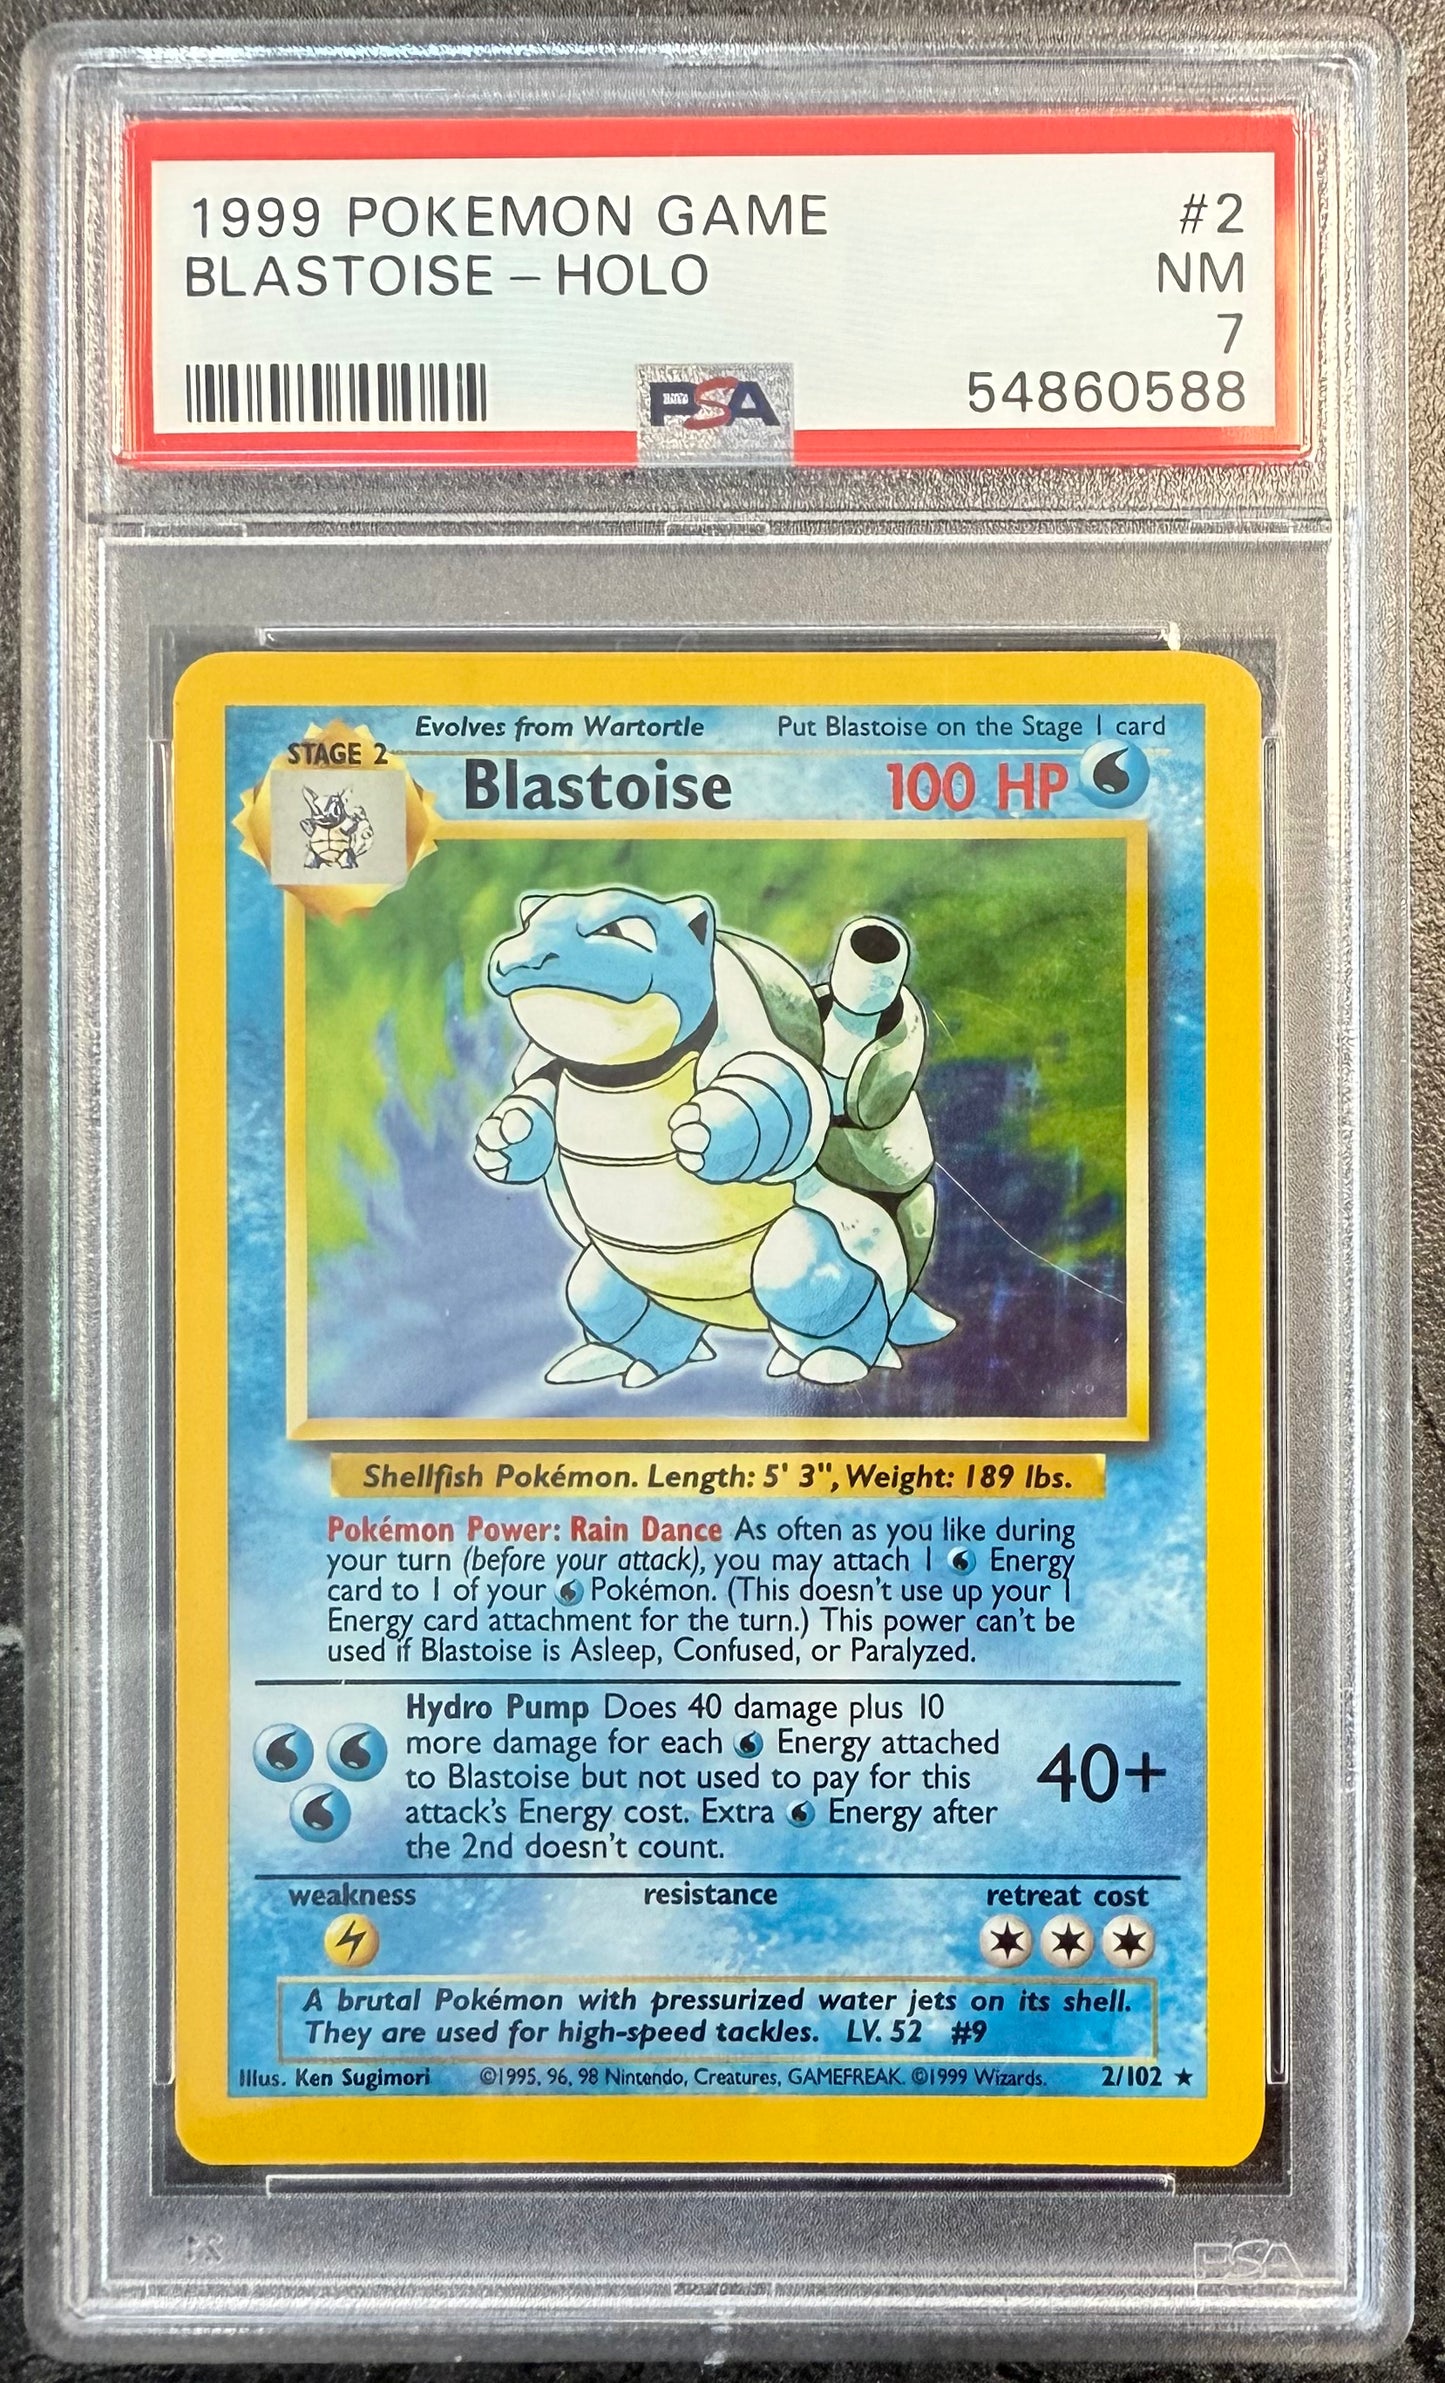 1999 POKEMON GAME #2
BLASTOISE – HOLO NM
7
PSA 54860588
Evolves from Wartortle Put Blastoise on the Stage 1 card
STAGE 2
Blastoise 100 HP
Shellfish Pokémon. Length: 5' 3", Weight: 189 lbs.
Pokémon Power: Rain Dance As often as you like during
your turn (before your attack), you may attach 1 Energy
card to 1 of your Pokémon. (This doesn't use up your 1
Energy card attachment for the turn.) This power can't be
used if Blastoise is Asleep, Confused, or Paralyzed.
Hydro Pump Does 40 damage plus 10
more damage for each Energy attached
to Blastoise but not used to pay for this
attack's Energy cost. Extra Energy after
the 2nd doesn't count.
40+
weakness resistance retreat cost
A brutal Pokémon with pressurized water jets on its shell.
They are used for high-speed tackles. LV. 52 #9
Illus. Ken Sugimori ©1995, 96, 98 Nintendo, Creatures, GAMEFREAK. ©1999 Wizards. 2/102 ★
PSA